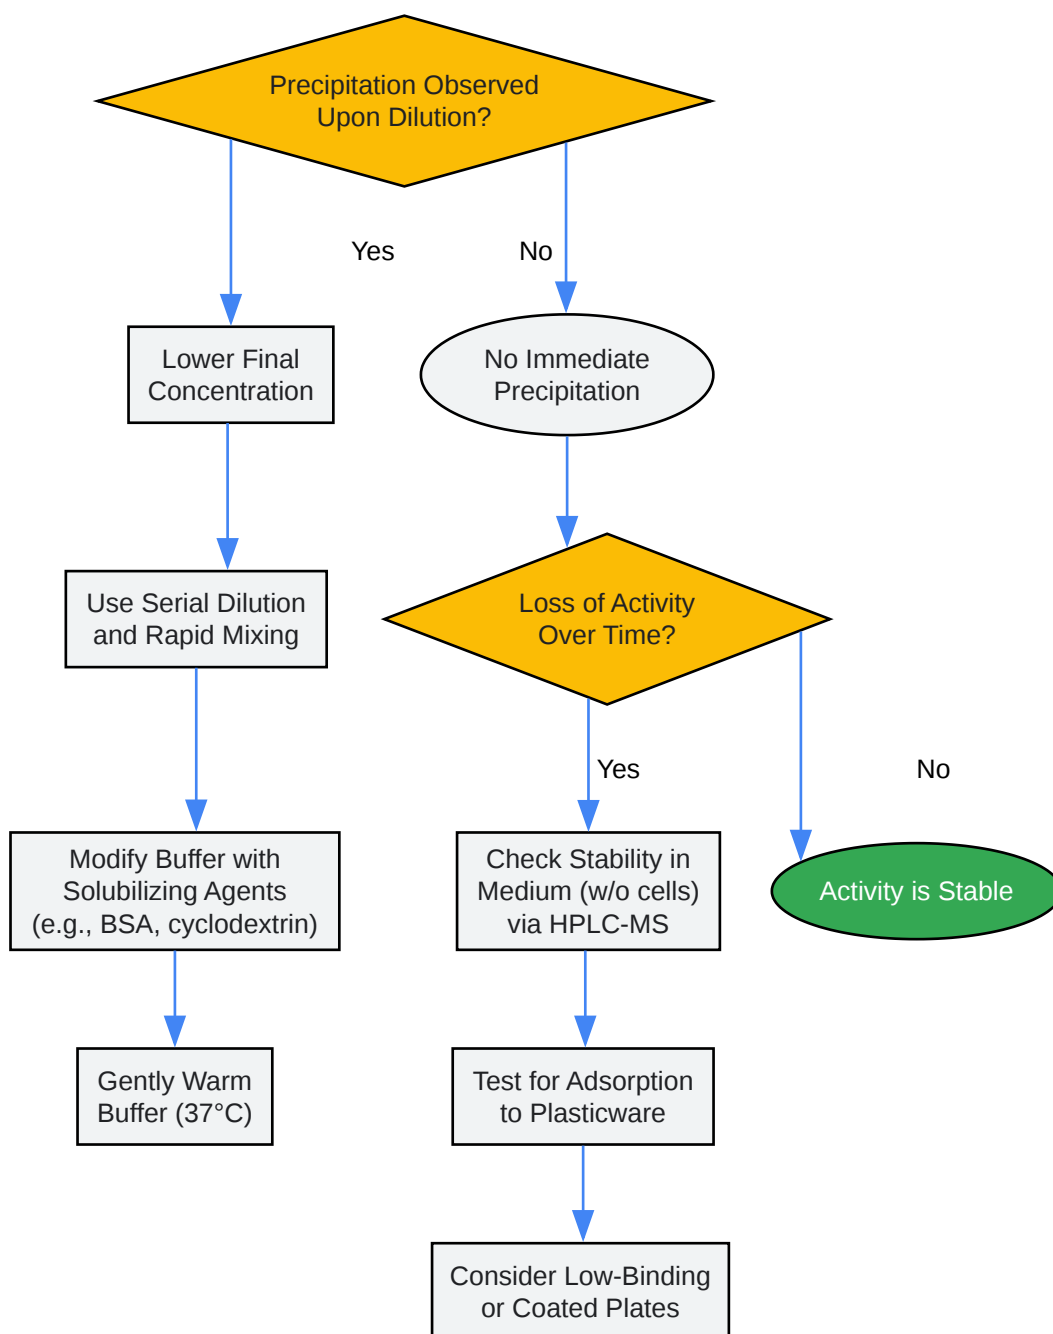 Precipitation Observed
Upon Dilution?
Yes
No
Lower Final
Concentration
No Immediate
Precipitation
Use Serial Dilution
and Rapid Mixing
Loss of Activity
Over Time?
Yes
No
Modify Buffer with
Solubilizing Agents
(e.g., BSA, cyclodextrin)
Check Stability in
Medium (w/o cells)
via HPLC-MS
Activity is Stable
Gently Warm
Buffer (37°C)
Test for Adsorption
to Plasticware
Consider Low-Binding
or Coated Plates